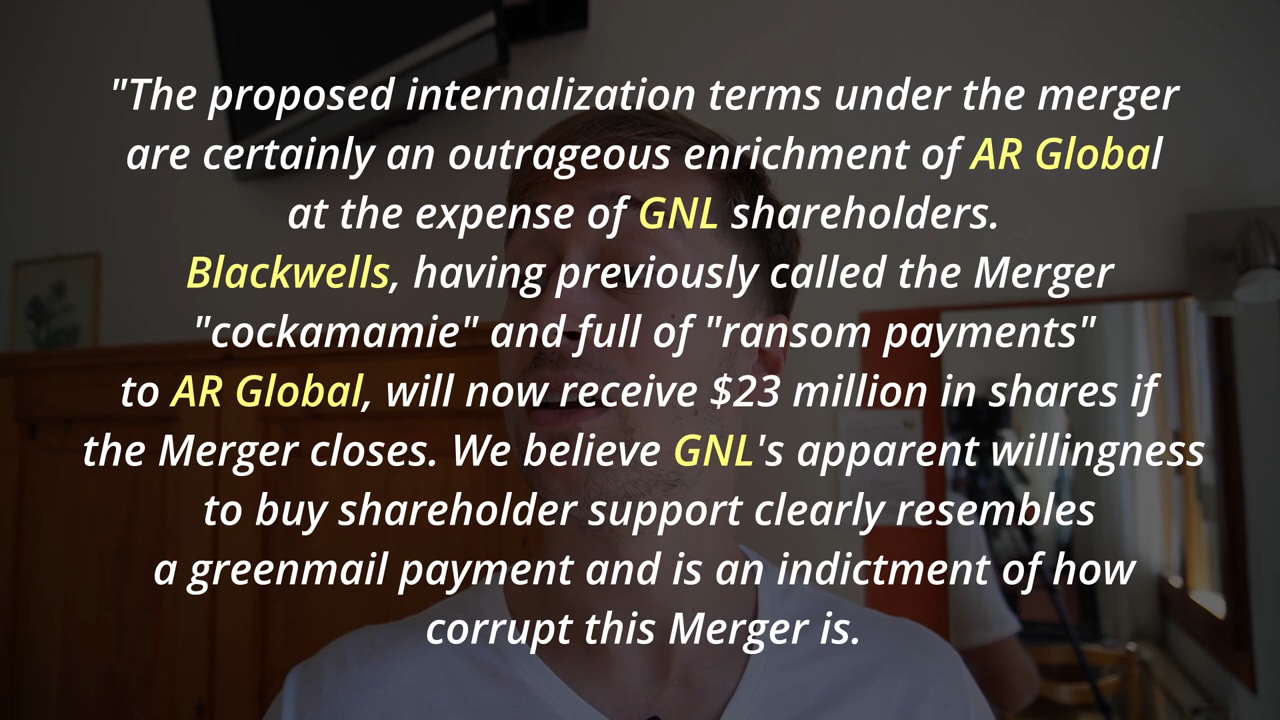 "The proposed internalization terms under the merger
are certainly an outrageous enrichment of AR Global
at the expense of GNL shareholders.
Blackwells, having previously called the Merger
"cockamamie" and full of "ransom payments"
to AR Global, will now receive $23 million in shares if
the Merger closes. We believe GNL's apparent willingness
to buy shareholder support clearly resembles
a greenmail payment and is an indictment of how
corrupt this Merger is.